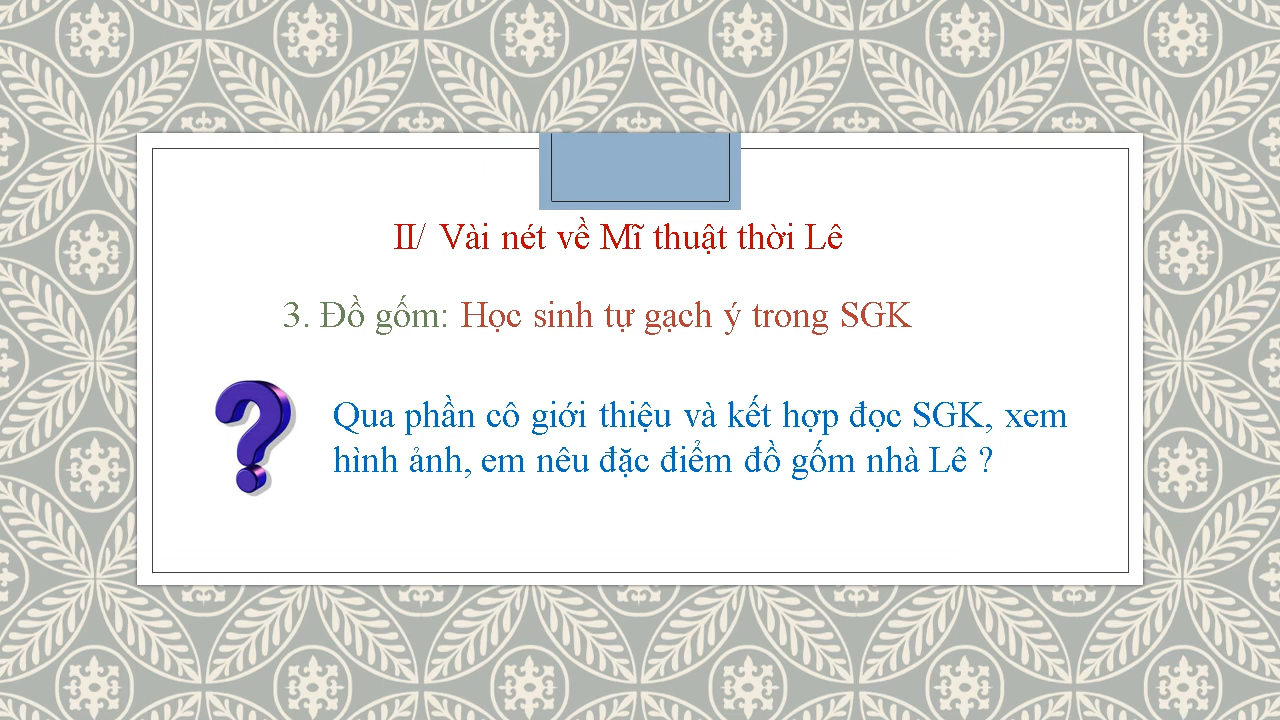 II/ Vài nét về Mĩ thuật thời Lê
3. Đồ gốm: Học sinh tự gạch ý trong SGK
Qua phần cô giới thiệu và kết hợp đọc SGK, xem
hình ảnh, em nêu đặc điểm đồ gốm nhà Lê ?